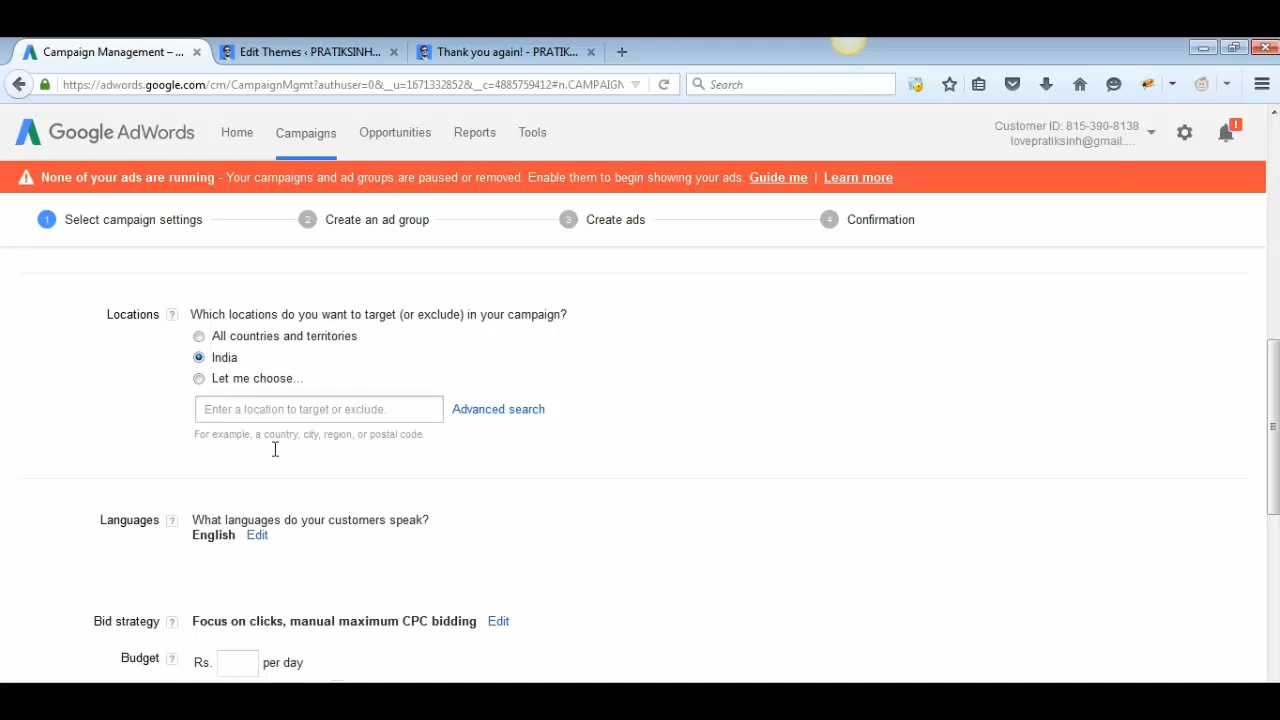 Campaign Management – ...
Edit Themes ‹ PRATIKSINH...
Thank you again! - PRATIK...
https://adwords.google.com/cm/CampaignMgmt?authuser=0&__u=1671332852&__c=4885759412#n.CAMPAIGN
Search
Google AdWords
Home
Campaigns
Opportunities
Reports
Tools
Customer ID: 815-390-8138
lovepratiksinh@gmail....
!
None of your ads are running - Your campaigns and ad groups are paused or removed. Enable them to begin showing your ads. Guide me | Learn more
1 Select campaign settings
2 Create an ad group
3 Create ads
4 Confirmation
Locations ? Which locations do you want to target (or exclude) in your campaign?
All countries and territories
India
Let me choose...
Enter a location to target or exclude. Advanced search
For example, a country, city, region, or postal code.
Languages ? What languages do your customers speak?
English Edit
Bid strategy ? Focus on clicks, manual maximum CPC bidding Edit
Budget ? Rs. per day